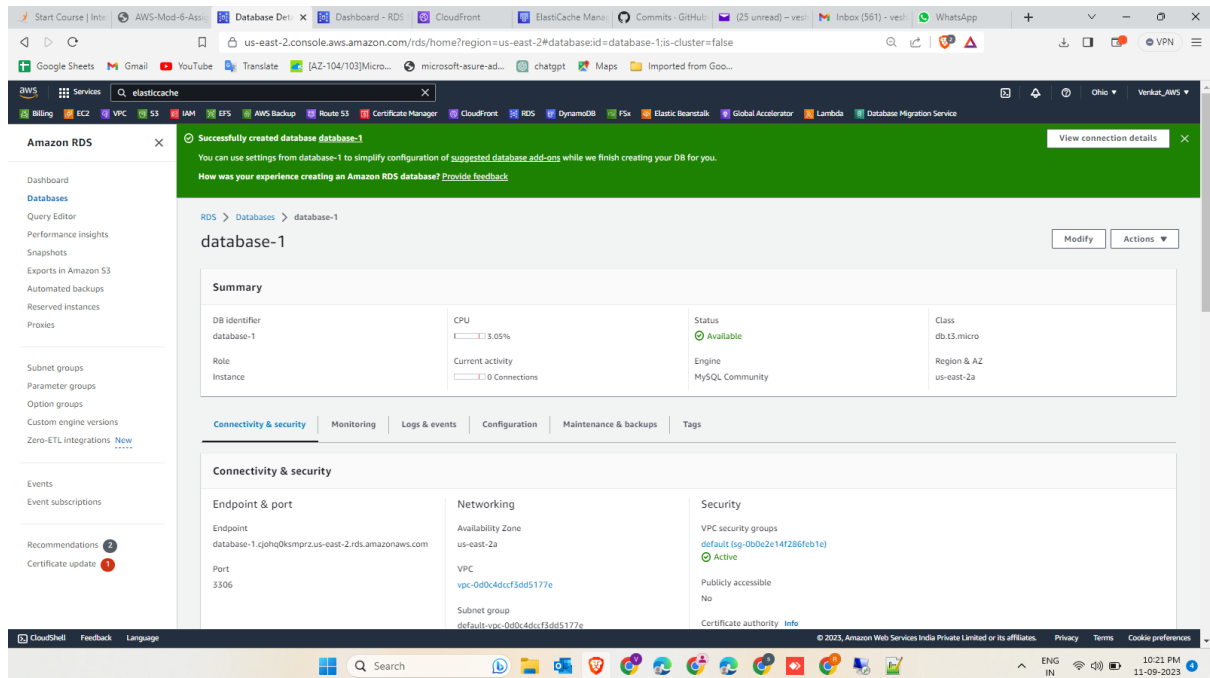 Start Course | Inte
AWS-Mod-6-Assi
Database Det
Dashboard - RDS
CloudFront
ElastiCache Mana
Commits · GitHub
(25 unread) – vesh
Inbox (561) - vesh
WhatsApp
us-east-2.console.aws.amazon.com/rds/home?region=us-east-2#database:id=database-1;is-cluster=false
VPN
Google Sheets Gmail YouTube Translate [AZ-104/103]Micro... microsoft-asure-ad... chatgpt Maps Imported from Goo...
aws Services elasticcache Ohio ▼ Venkat_AWS ▼
Billing EC2 VPC S3 IAM EFS AWS Backup Route 53 Certificate Manager CloudFront RDS DynamoDB FSx Elastic Beanstalk Global Accelerator Lambda Database Migration Service
Amazon RDS
Dashboard
Databases
Query Editor
Performance insights
Snapshots
Exports in Amazon S3
Automated backups
Reserved instances
Proxies
Subnet groups
Parameter groups
Option groups
Custom engine versions
Zero-ETL integrations New
Events
Event subscriptions
Recommendations 2
Certificate update 1
Successfully created database database-1
You can use settings from database-1 to simplify configuration of suggested database add-ons while we finish creating your DB for you.
How was your experience creating an Amazon RDS database? Provide feedback
View connection details
RDS > Databases > database-1
database-1
Modify
Actions ▼
Summary
DB identifier
database-1
CPU
3.05%
Status
Available
Class
db.t3.micro
Role
Instance
Current activity
0 Connections
Engine
MySQL Community
Region & AZ
us-east-2a
Connectivity & security Monitoring Logs & events Configuration Maintenance & backups Tags
Connectivity & security
Endpoint & port
Endpoint
database-1.cjohq0ksmprz.us-east-2.rds.amazonaws.com
Port
3306
Networking
Availability Zone
us-east-2a
VPC
vpc-0d0c4dccf3dd5177e
Subnet group
default-vpc-0d0c4dccf3dd5177e
Security
VPC security groups
default (sg-0b0e2e14f286feb1e)
Active
Publicly accessible
No
Certificate authority Info
CloudShell Feedback Language © 2023, Amazon Web Services India Private Limited or its affiliates. Privacy Terms Cookie preferences
Search
ENG
IN
10:21 PM
11-09-2023
4